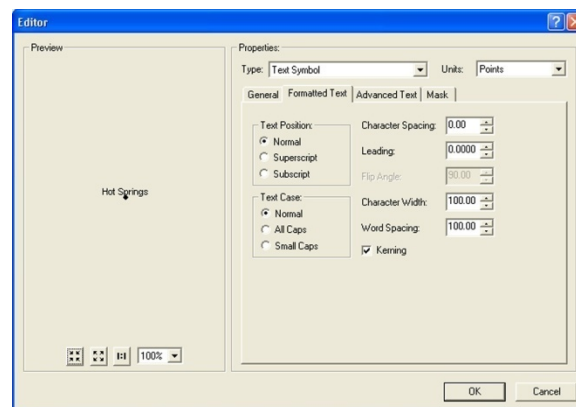 Editor
Preview
Hot Springs
100%
Properties:
Type: Text Symbol Units: Points
General Formatted Text Advanced Text Mask
Text Position:
Normal
Superscript
Subscript
Text Case:
Normal
All Caps
Small Caps
Character Spacing: 0.00
Leading: 0.0000
Flip Angle: 90.00
Character Width: 100.00
Word Spacing: 100.00
Kerning
OK Cancel